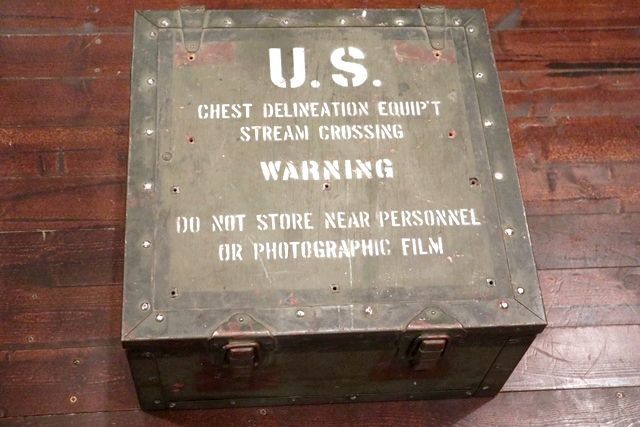 U.S.
CHEST DELINEATION EQUIP'T
STREAM CROSSING
WARNING
DO NOT STORE NEAR PERSONNEL
OR PHOTOGRAPHIC FILM